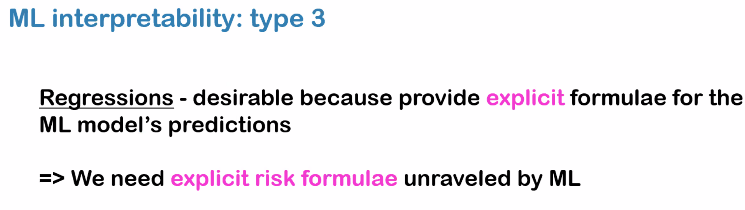 ML interpretability: type 3
Regressions - desirable because provide explicit formulae for the
ML model's predictions
=> We need explicit risk formulae unraveled by ML